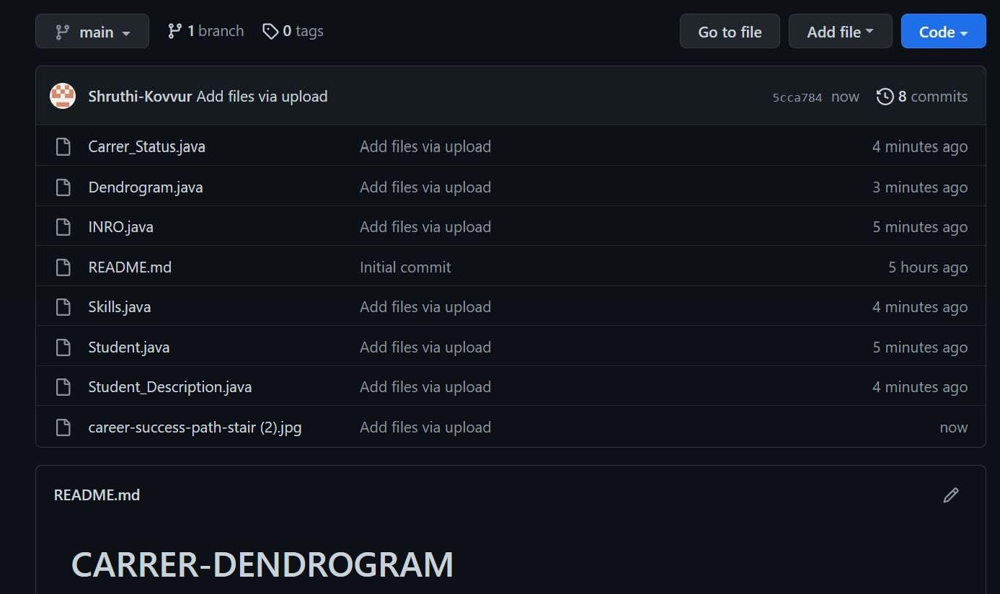 main 1 branch 0 tags Go to file Add file Code
Shruthi-Kovvur Add files via upload 5cca784 now 8 commits
Carrer_Status.java Add files via upload 4 minutes ago
Dendrogram.java Add files via upload 3 minutes ago
INRO.java Add files via upload 5 minutes ago
README.md Initial commit 5 hours ago
Skills.java Add files via upload 4 minutes ago
Student.java Add files via upload 5 minutes ago
Student_Description.java Add files via upload 4 minutes ago
career-success-path-stair (2).jpg Add files via upload now
README.md
CARRER-DENDROGRAM